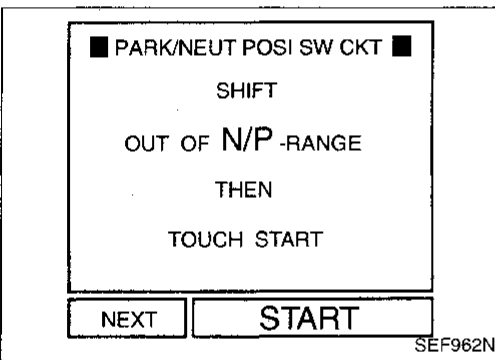 ■ PARK/NEUT POSI SW CKT ■
SHIFT
OUT OF N/P -RANGE
THEN
TOUCH START
NEXT START
SEF962N